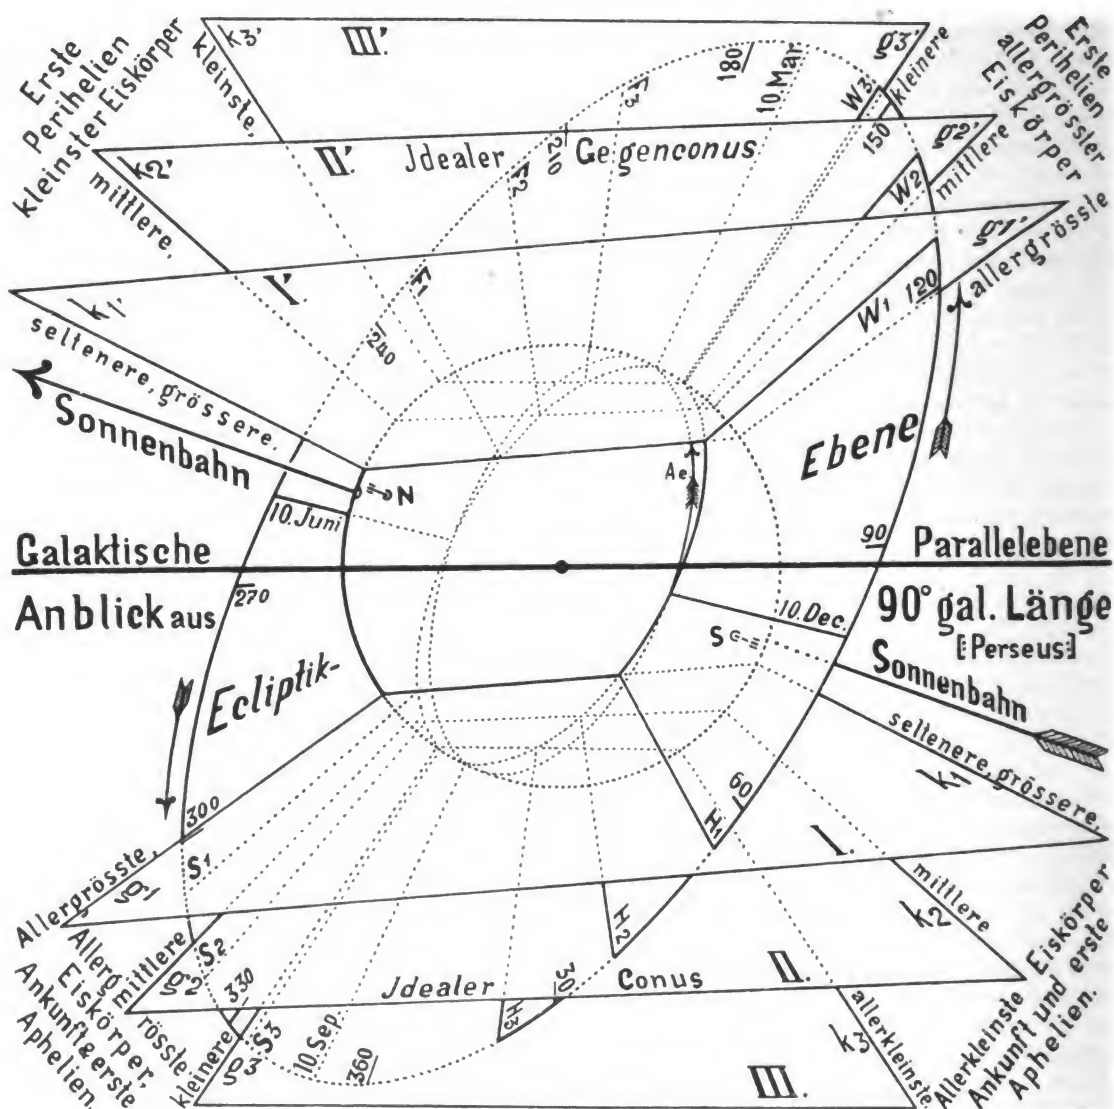 Erste
Perihelien
kleinster Eiskörper
k3'
kleinste,
III'.
g3'
kleinere
Erste
Perihelien
allergrössler
Eiskörper
180
10 Mär.
W3
150
F3
k2'
mittlere,
II'.
Jdealer Gegenconus
210
F2
g2'
mittlere
W2
k1'
seltenere, grössere.
I'.
F1
240
g1'
allergrösste
W1
120
Sonnenbahn
N
10. Juni
Ae.
Ebene
Galaktische
90
Parallelebene
Anblick aus
270
10. Dec.
90° gal. Länge
[Perseus]
S
Sonnenbahn
Ecliptik-
seltenere, grössere,
k1
300
60
H1
I.
Allergrösste,
g1
S1
mittlere
k2
H2
Allergrösste
Eiskörper,
Ankunft & erste
Aphelien.
mittlere
g2
S2
330
Jdealer Conus
II.
30
H3
kleinere
g3
S3
10 Sep.
360
allerkleinste
k3
III.
Allerkleinste Eiskörper
Ankunft und erste
Aphelien.